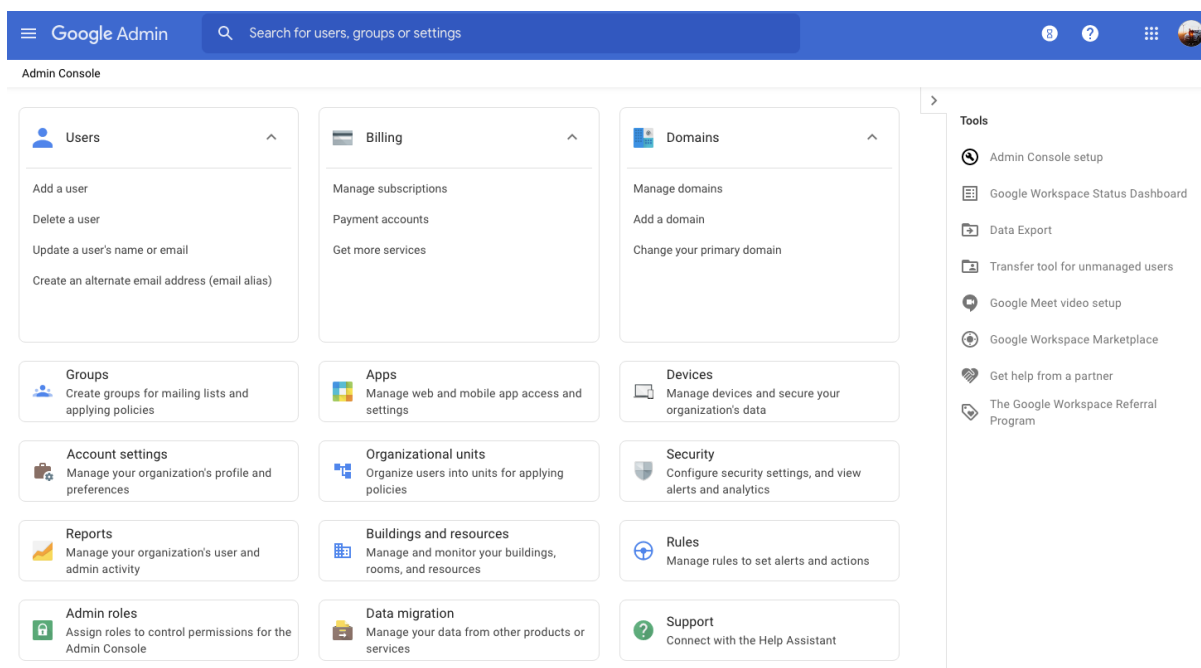 Google Admin
Search for users, groups or settings
8
?
Admin Console
Users
Add a user
Delete a user
Update a user's name or email
Create an alternate email address (email alias)
Billing
Manage subscriptions
Payment accounts
Get more services
Domains
Manage domains
Add a domain
Change your primary domain
Groups
Create groups for mailing lists and
applying policies
Apps
Manage web and mobile app access and
settings
Devices
Manage devices and secure your
organization's data
Account settings
Manage your organization's profile and
preferences
Organizational units
Organize users into units for applying
policies
Security
Configure security settings, and view
alerts and analytics
Reports
Manage your organization's user and
admin activity
Buildings and resources
Manage and monitor your buildings,
rooms, and resources
Rules
Manage rules to set alerts and actions
Admin roles
Assign roles to control permissions for the
Admin Console
Data migration
Manage your data from other products or
services
?
Support
Connect with the Help Assistant
Tools
Admin Console setup
Google Workspace Status Dashboard
Data Export
Transfer tool for unmanaged users
Google Meet video setup
Google Workspace Marketplace
Get help from a partner
The Google Workspace Referral
Program